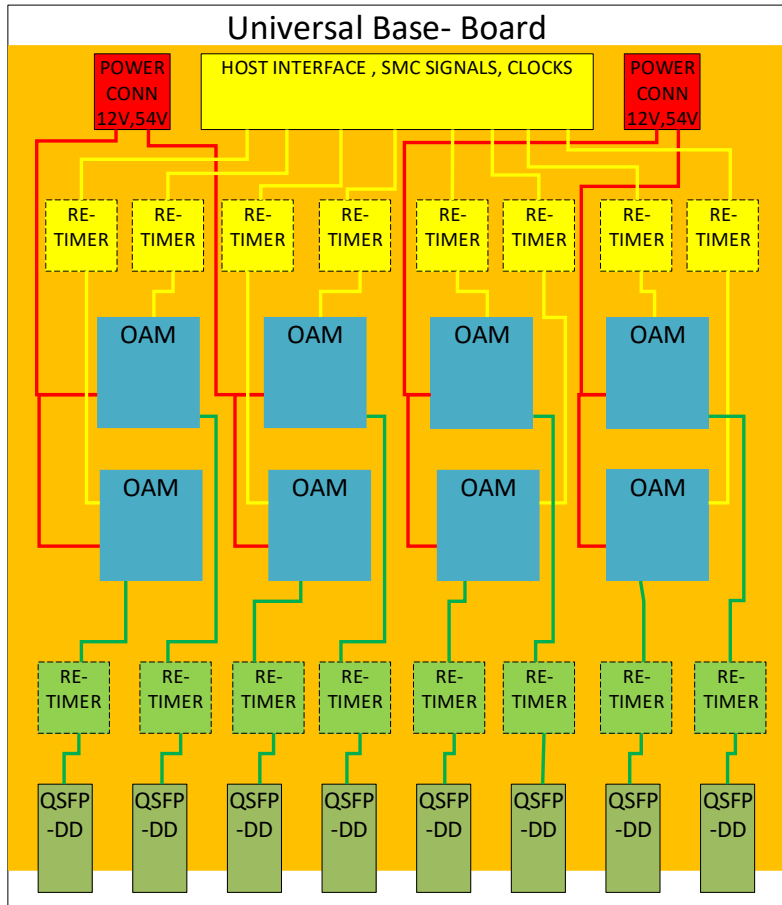 Universal Base- Board
POWER
CONN
12V,54V
HOST INTERFACE , SMC SIGNALS, CLOCKS
POWER
CONN
12V,54V
RE-
TIMER
RE-
TIMER
RE-
TIMER
RE-
TIMER
RE-
TIMER
RE-
TIMER
RE-
TIMER
RE-
TIMER
OAM
OAM
OAM
OAM
OAM
OAM
OAM
OAM
RE-
TIMER
RE-
TIMER
RE-
TIMER
RE-
TIMER
RE-
TIMER
RE-
TIMER
RE-
TIMER
RE-
TIMER
QSFP
-DD
QSFP
-DD
QSFP
-DD
QSFP
-DD
QSFP
-DD
QSFP
-DD
QSFP
-DD
QSFP
-DD